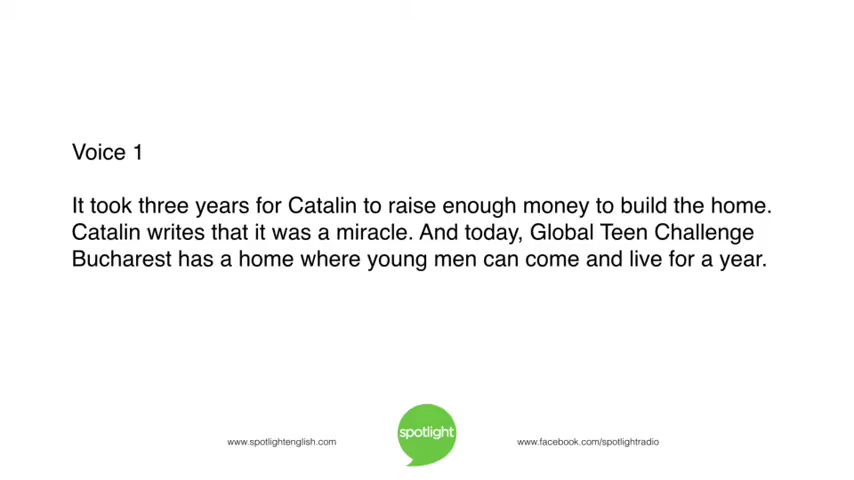 Voice 1
It took three years for Catalin to raise enough money to build the home.
Catalin writes that it was a miracle. And today, Global Teen Challenge
Bucharest has a home where young men can come and live for a year.
spotlight
www.spotlightenglish.com
www.facebook.com/spotlightradio